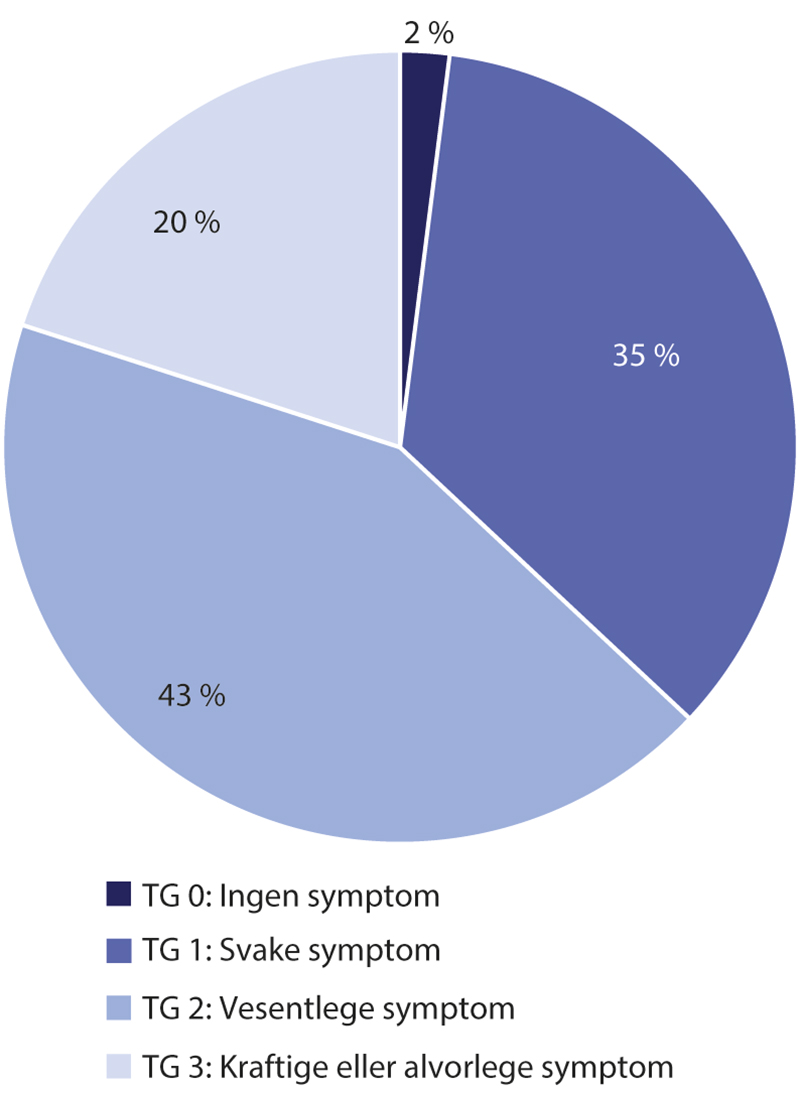 2 %
20 %
35 %
43 %
TG 0: Ingen symptom
TG 1: Svake symptom
TG 2: Vesentlege symptom
TG 3: Kraftige eller alvorlege symptom